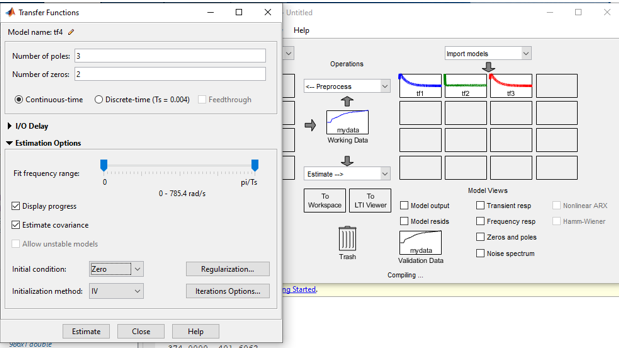 Transfer Functions
Model name: tf4
Number of poles: 3
Number of zeros: 2
Continuous-time Discrete-time (Ts = 0.004) Feedthrough
I/O Delay
Estimation Options
Fit frequency range:
0 pi/Ts
0 - 785.4 rad/s
Display progress
Estimate covariance
Allow unstable models
Initial condition: Zero Regularization...
Initialization method: IV Iterations Options...
Estimate Close Help
Untitled
Help
Operations
Import models
<-- Preprocess
mydata
Working Data
tf1 tf2 tf3
Estimate -->
To Workspace
To LTI Viewer
Trash
Model Views
Model output Transient resp Nonlinear ARX
Model resids Frequency resp Hamm-Wiener
Zeros and poles
Noise spectrum
mydata
Validation Data
Compiling ...
ng Started.